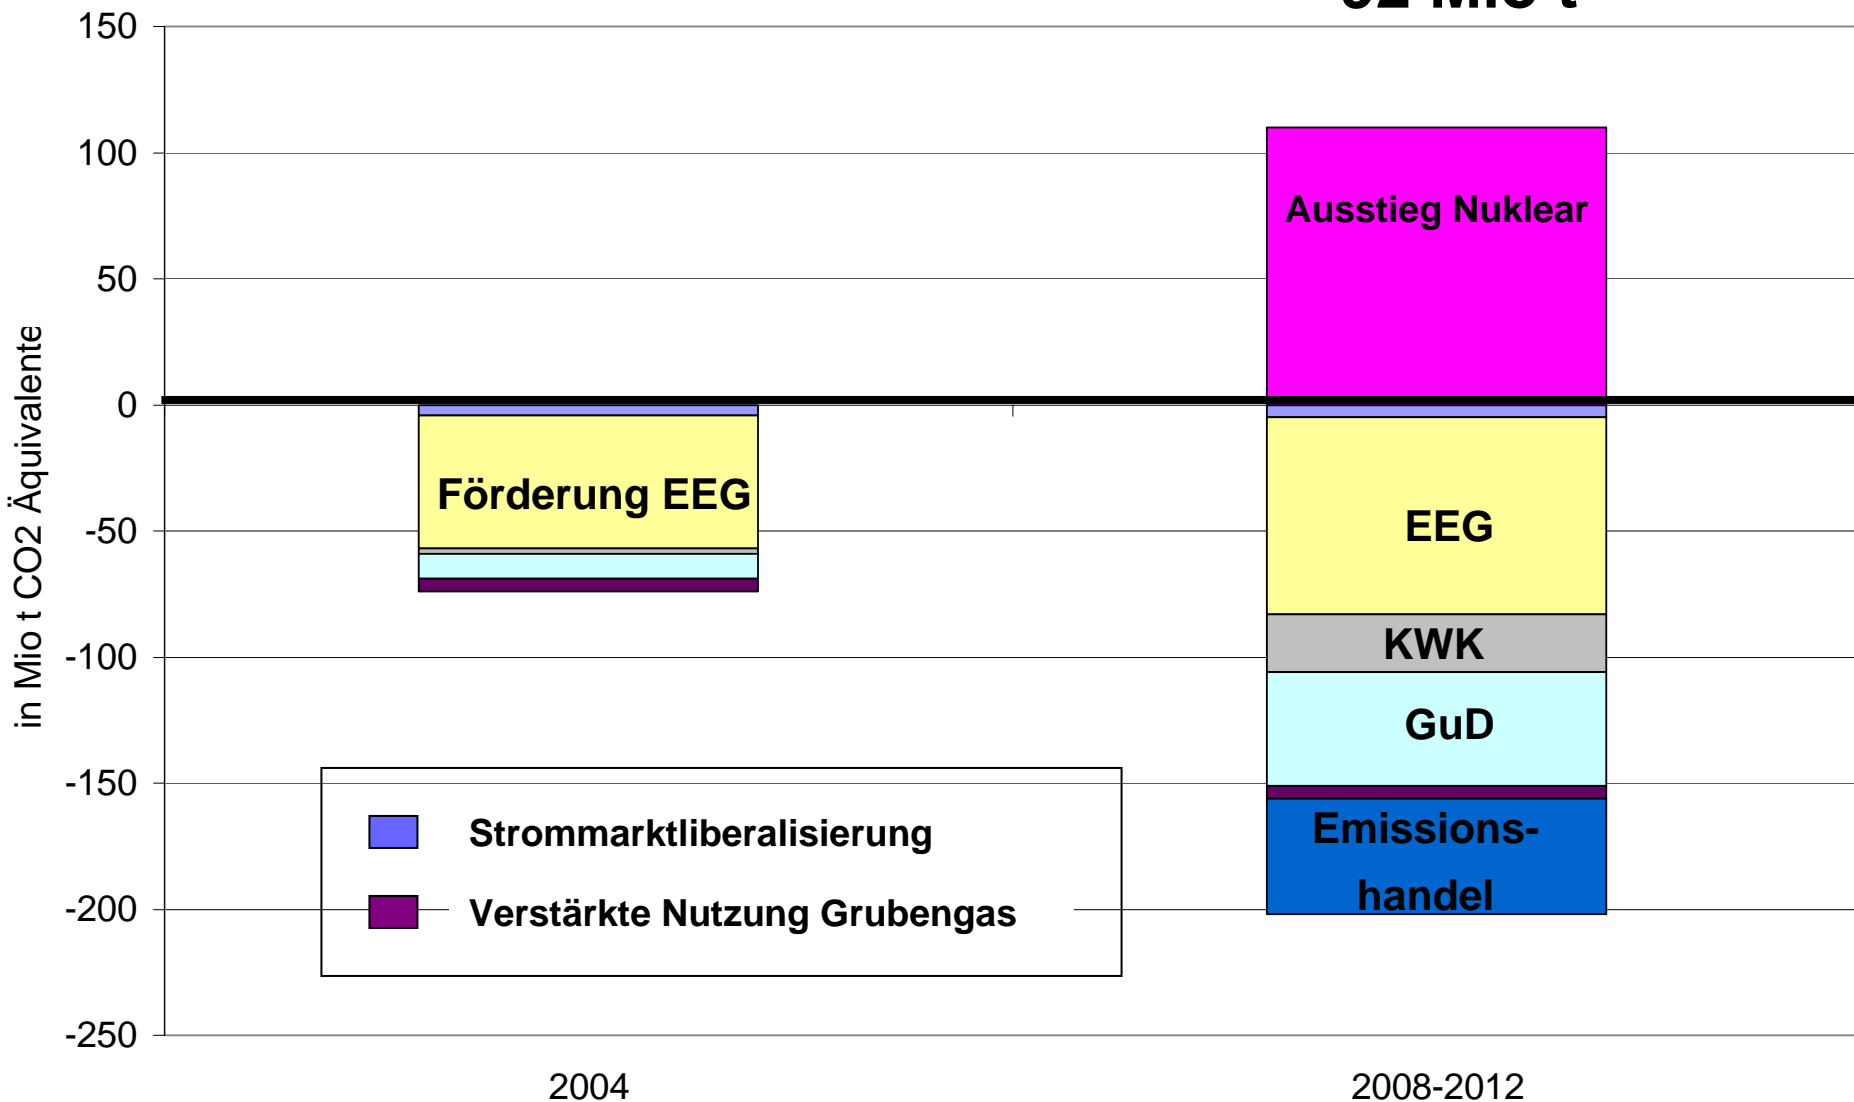 Mio t
150
100
50
0
-50
-100
-150
-200
-250
in Mio t CO2 Äquivalente
Ausstieg Nuklear
Förderung EEG
EEG
KWK
GuD
Emissions-
handel
Strommarktliberalisierung
Verstärkte Nutzung Grubengas
2004
2008-2012